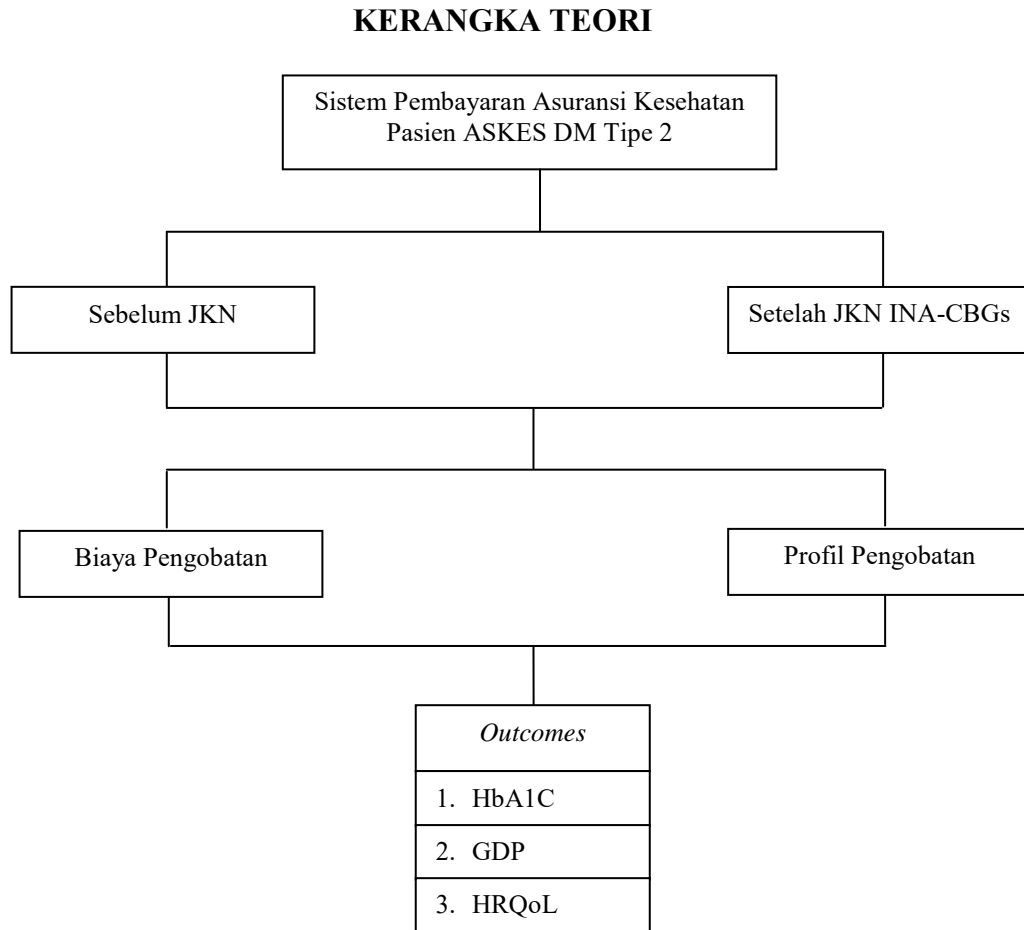 KERANGKA TEORI
Sistem Pembayaran Asuransi Kesehatan
Pasien ASKES DM Tipe 2
Sebelum JKN
Setelah JKN INA-CBGs
Biaya Pengobatan
Profil Pengobatan
Outcomes
1. HbA1C
2. GDP
3. HRQoL